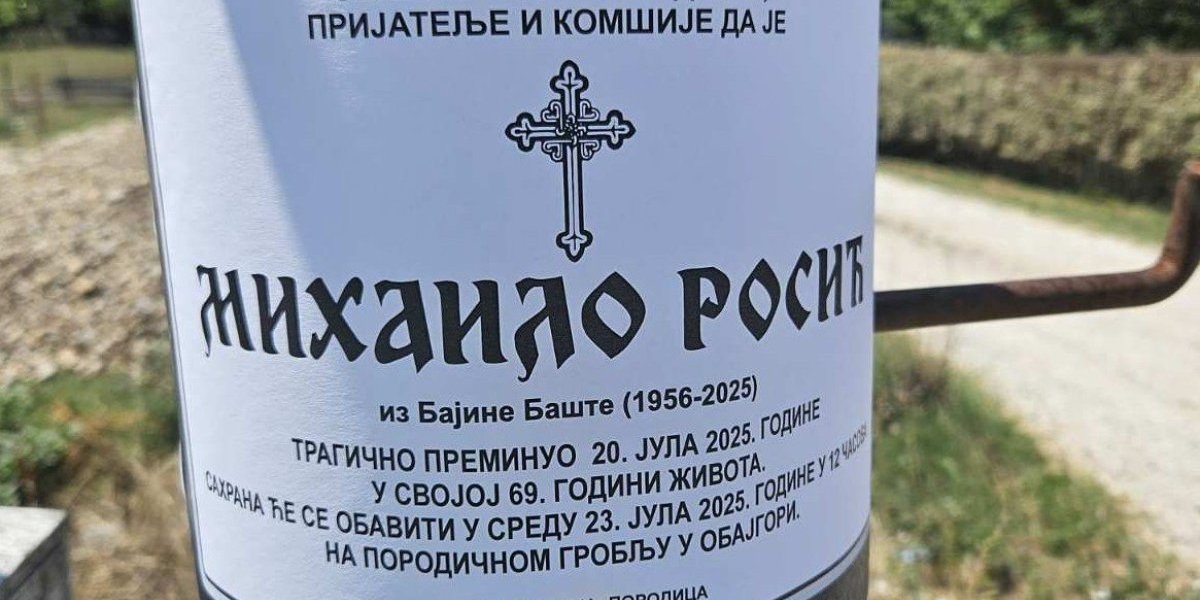 ПРИЈАТЕЉЕ И КОМШИЈЕ ДА ЈЕ
МИХАИЛО РОСИЋ
из Бајине Баште (1956-2025)
ТРАГИЧНО ПРЕМИНУО 20. ЈУЛА 2025. ГОДИНЕ
У СВОЈОЈ 69. ГОДИНИ ЖИВОТА.
САХРАНА ЋЕ СЕ ОБАВИТИ У СРЕДУ 23. ЈУЛА 2025. ГОДИНЕ У 12 ЧАСОВА
НА ПОРОДИЧНОМ ГРОБЉУ У ОБАЈГОРИ.
ПОРОДИЦА